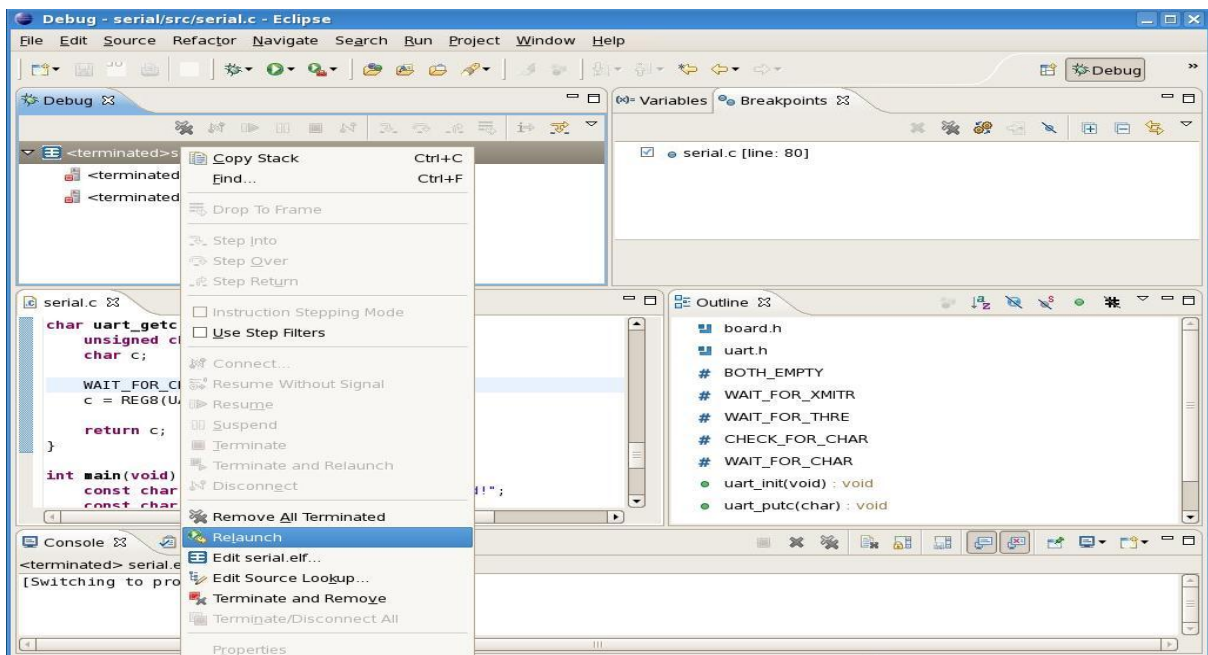 Debug - serial/src/serial.c - Eclipse
File Edit Source Refactor Navigate Search Run Project Window Help
Debug
»
Debug
(x)= Variables
Breakpoints
<terminated>s
<terminated
<terminated
serial.c [line: 80]
Copy Stack Ctrl+C
Find... Ctrl+F
Drop To Frame
Step Into
Step Over
Step Return
Instruction Stepping Mode
Use Step Filters
Connect...
Resume Without Signal
Resume
Suspend
Terminate
Terminate and Relaunch
Disconnect
Remove All Terminated
Relaunch
Edit serial.elf...
Edit Source Lookup...
Terminate and Remove
Terminate/Disconnect All
Properties
serial.c
char uart_getc
unsigned c
char c;
WAIT_FOR_C
c = REG8(U
return c;
}
int main(void)
const char d!";
const char
Outline
board.h
uart.h
# BOTH_EMPTY
# WAIT_FOR_XMITR
# WAIT_FOR_THRE
# CHECK_FOR_CHAR
# WAIT_FOR_CHAR
uart_init(void) : void
uart_putc(char) : void
Console
<terminated> serial.e
[Switching to pro